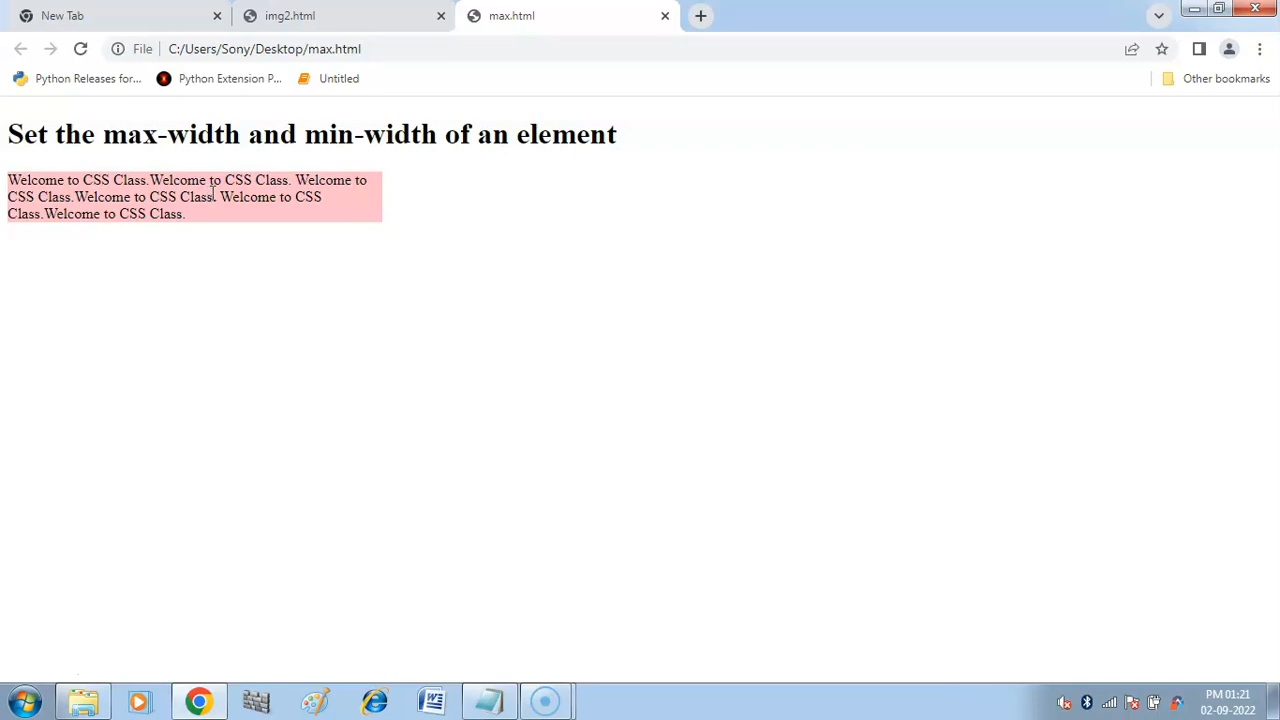 New Tab
img2.html
max.html
File
C:/Users/Sony/Desktop/max.html
Python Releases for...
Python Extension P...
Untitled
Other bookmarks
Set the max-width and min-width of an element
Welcome to CSS Class.Welcome to CSS Class. Welcome to
CSS Class.Welcome to CSS Class. Welcome to CSS
Class.Welcome to CSS Class.
PM 01:21
02-09-2022